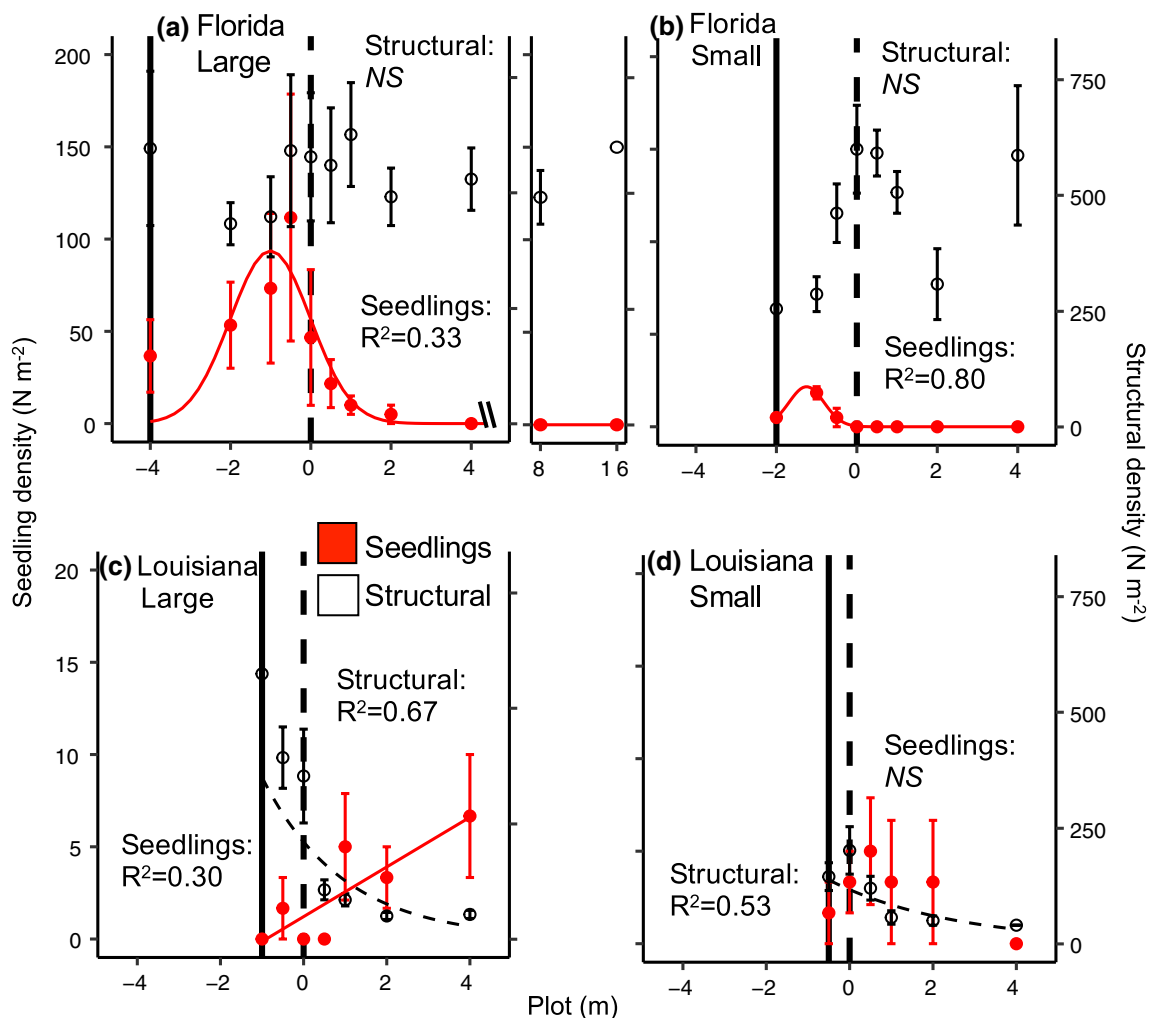 (a) Florida
Large
Structural:
NS
Seedlings:
R²=0.33
200
150
100
50
0
−4
−2
0
2
4
8
16
(b) Florida
Small
Structural:
NS
Seedlings:
R²=0.80
750
500
250
0
−4
−2
0
2
4
Seedling density (N m⁻²)
Structural density (N m⁻²)
Seedlings
Structural
(c) Louisiana
Large
Structural:
R²=0.67
Seedlings:
R²=0.30
20
15
10
5
0
−4
−2
0
2
4
(d) Louisiana
Small
Seedlings:
NS
Structural:
R²=0.53
750
500
250
0
−4
−2
0
2
4
Plot (m)